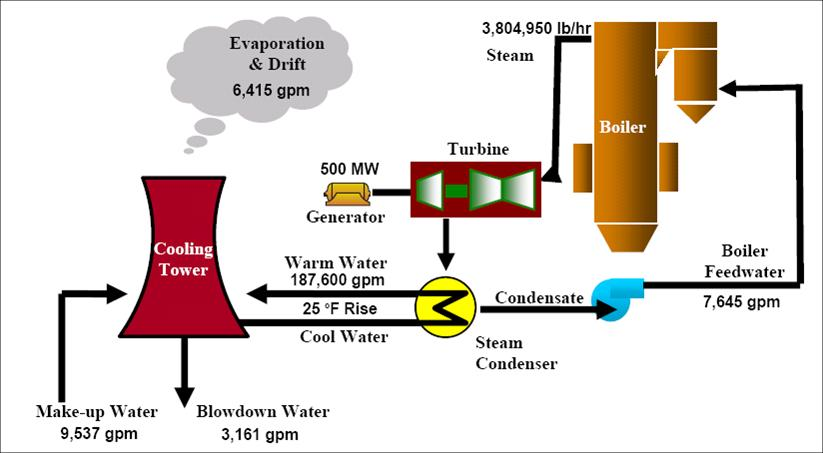 3,804,950 lb/hr
Steam
Evaporation
& Drift
6,415 gpm
Boiler
Turbine
500 MW
Generator
Cooling
Tower
Warm Water
187,600 gpm
25 °F Rise
Cool Water
Condensate
Steam
Condenser
Boiler
Feedwater
7,645 gpm
Make-up Water
9,537 gpm
Blowdown Water
3,161 gpm